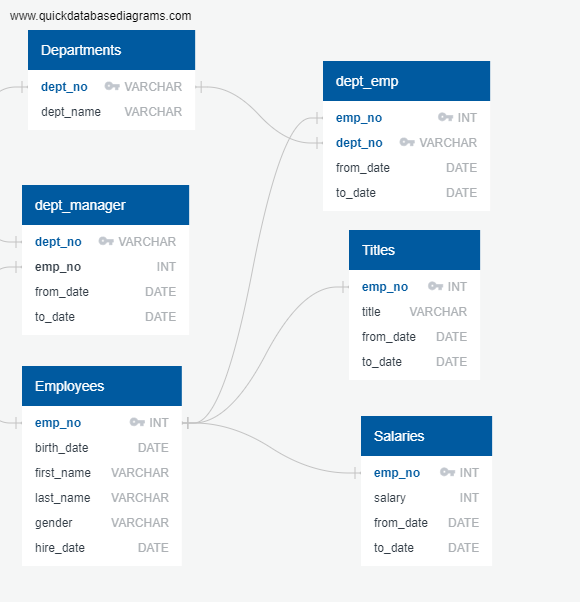 www.quickdatabasediagrams.com
Departments
dept_no VARCHAR
dept_name VARCHAR
dept_emp
emp_no INT
dept_no VARCHAR
from_date DATE
to_date DATE
dept_manager
dept_no VARCHAR
emp_no INT
from_date DATE
to_date DATE
Titles
emp_no INT
title VARCHAR
from_date DATE
to_date DATE
Employees
emp_no INT
birth_date DATE
first_name VARCHAR
last_name VARCHAR
gender VARCHAR
hire_date DATE
Salaries
emp_no INT
salary INT
from_date DATE
to_date DATE